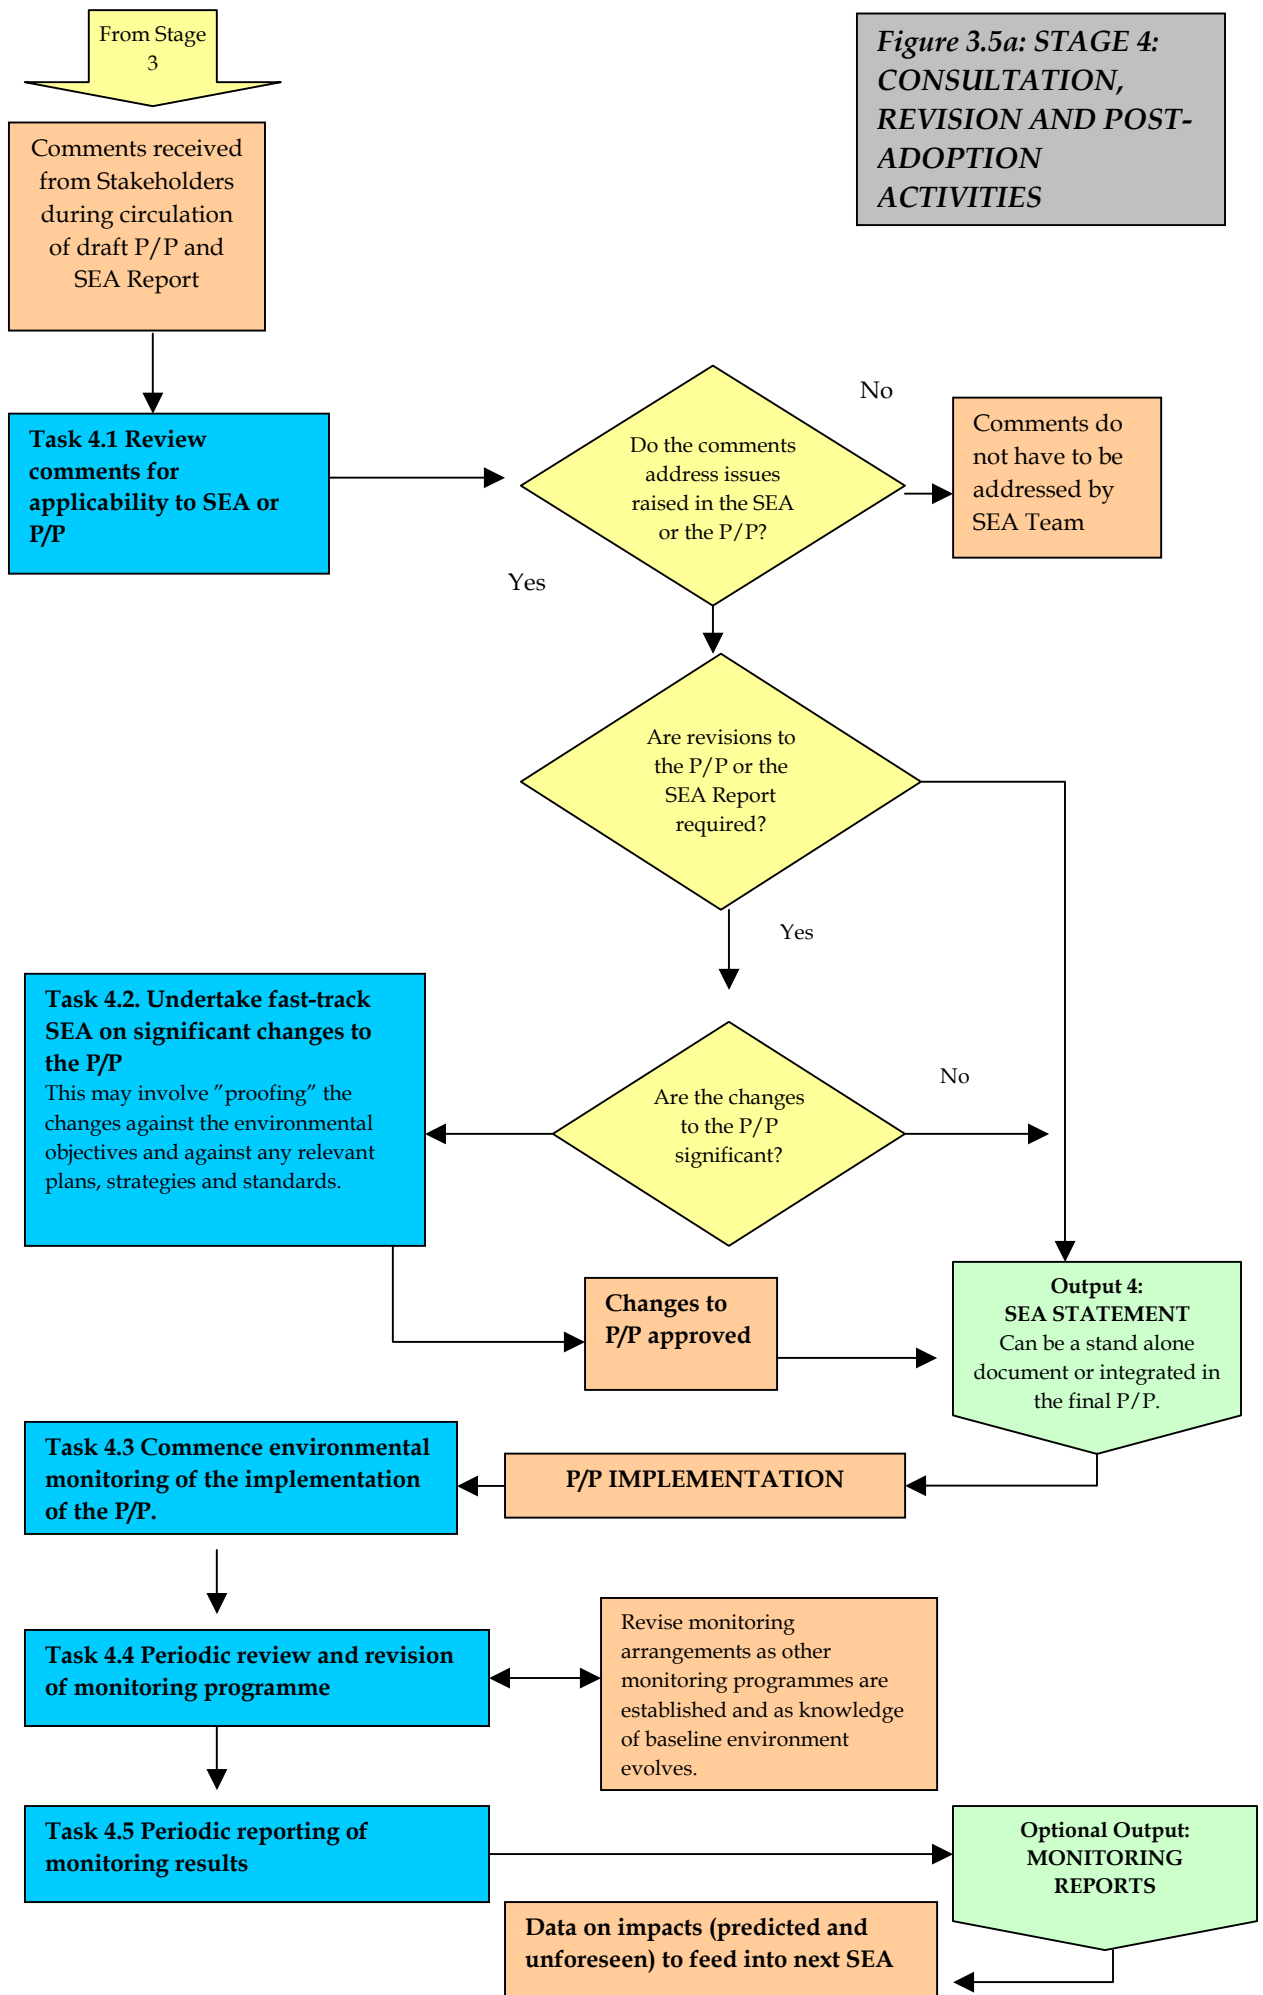 From Stage
3
Figure 3.5a: STAGE 4:
CONSULTATION,
REVISION AND POST-
ADOPTION
ACTIVITIES
Comments received
from Stakeholders
during circulation
of draft P/P and
SEA Report
Task 4.1 Review
comments for
applicability to SEA or
P/P
Do the comments
address issues
raised in the SEA
or the P/P?
No
Comments do
not have to be
addressed by
SEA Team
Yes
Are revisions to
the P/P or the
SEA Report
required?
Yes
Task 4.2. Undertake fast-track
SEA on significant changes to
the P/P
This may involve ”proofing” the
changes against the environmental
objectives and against any relevant
plans, strategies and standards.
Are the changes
to the P/P
significant?
No
Changes to
P/P approved
Output 4:
SEA STATEMENT
Can be a stand alone
document or integrated in
the final P/P.
Task 4.3 Commence environmental
monitoring of the implementation
of the P/P.
P/P IMPLEMENTATION
Task 4.4 Periodic review and revision
of monitoring programme
Revise monitoring
arrangements as other
monitoring programmes are
established and as knowledge
of baseline environment
evolves.
Task 4.5 Periodic reporting of
monitoring results
Optional Output:
MONITORING
REPORTS
Data on impacts (predicted and
unforeseen) to feed into next SEA